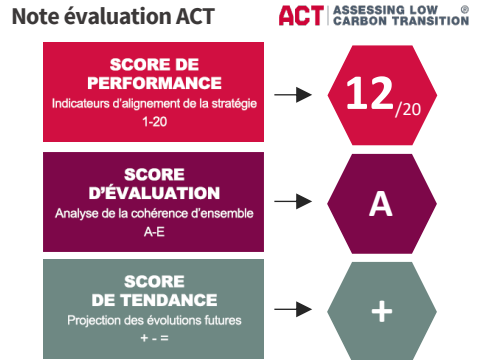 Note évaluation ACT
ACT ASSESSING LOW ®
CARBON TRANSITION
SCORE DE
PERFORMANCE
Indicateurs d'alignement de la stratégie
1-20
12/20
SCORE
D'ÉVALUATION
Analyse de la cohérence d'ensemble
A-E
A
SCORE
DE TENDANCE
Projection des évolutions futures
+ - =
+